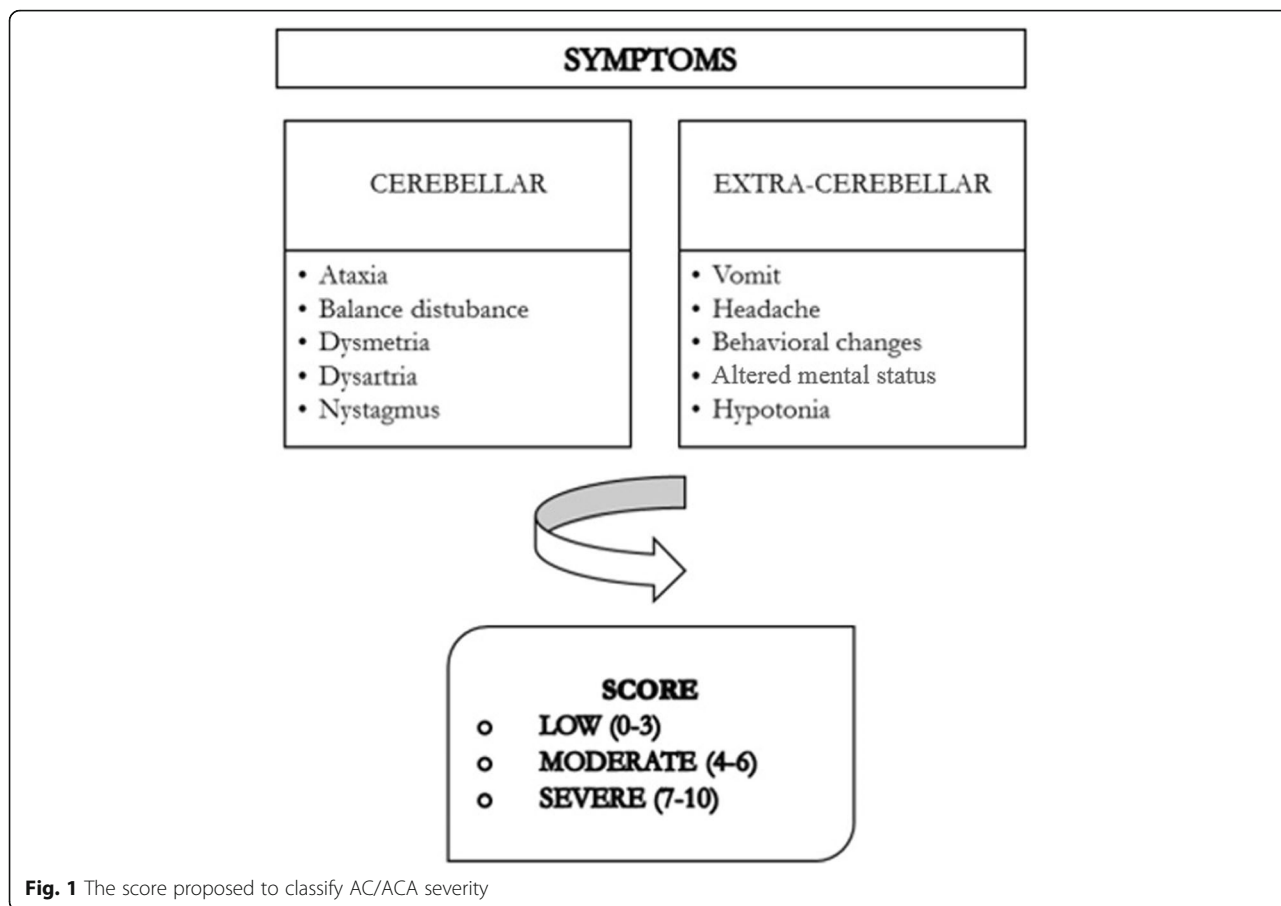 SYMPTOMS
CEREBELLAR
• Ataxia
• Balance distubance
• Dysmetria
• Dysartria
• Nystagmus
EXTRA-CEREBELLAR
• Vomit
• Headache
• Behavioral changes
• Altered mental status
• Hypotonia
SCORE
o LOW (0-3)
o MODERATE (4-6)
o SEVERE (7-10)
Fig. 1 The score proposed to classify AC/ACA severity